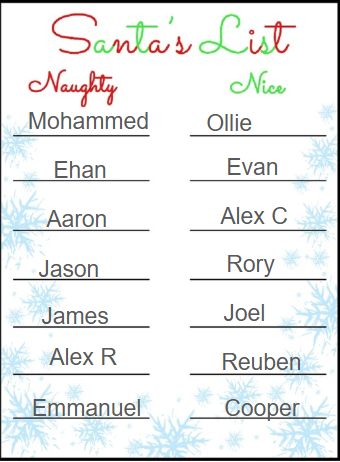 Santa's List
Naughty Nice
Mohammed Ollie
Ehan Evan
Aaron Alex C
Jason Rory
James Joel
Alex R Reuben
Emmanuel Cooper